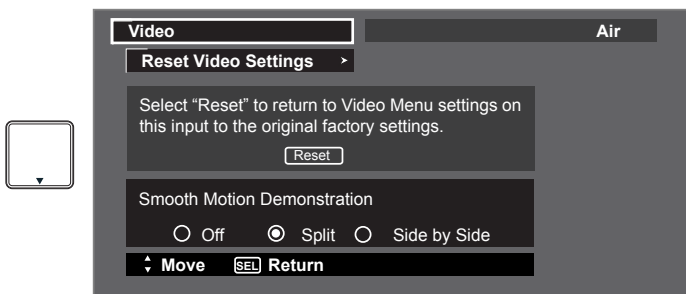 Video Air
Reset Video Settings >
Select “Reset” to return to Video Menu settings on
this input to the original factory settings.
Reset
Smooth Motion Demonstration
Off Split Side by Side
Move SEL Return